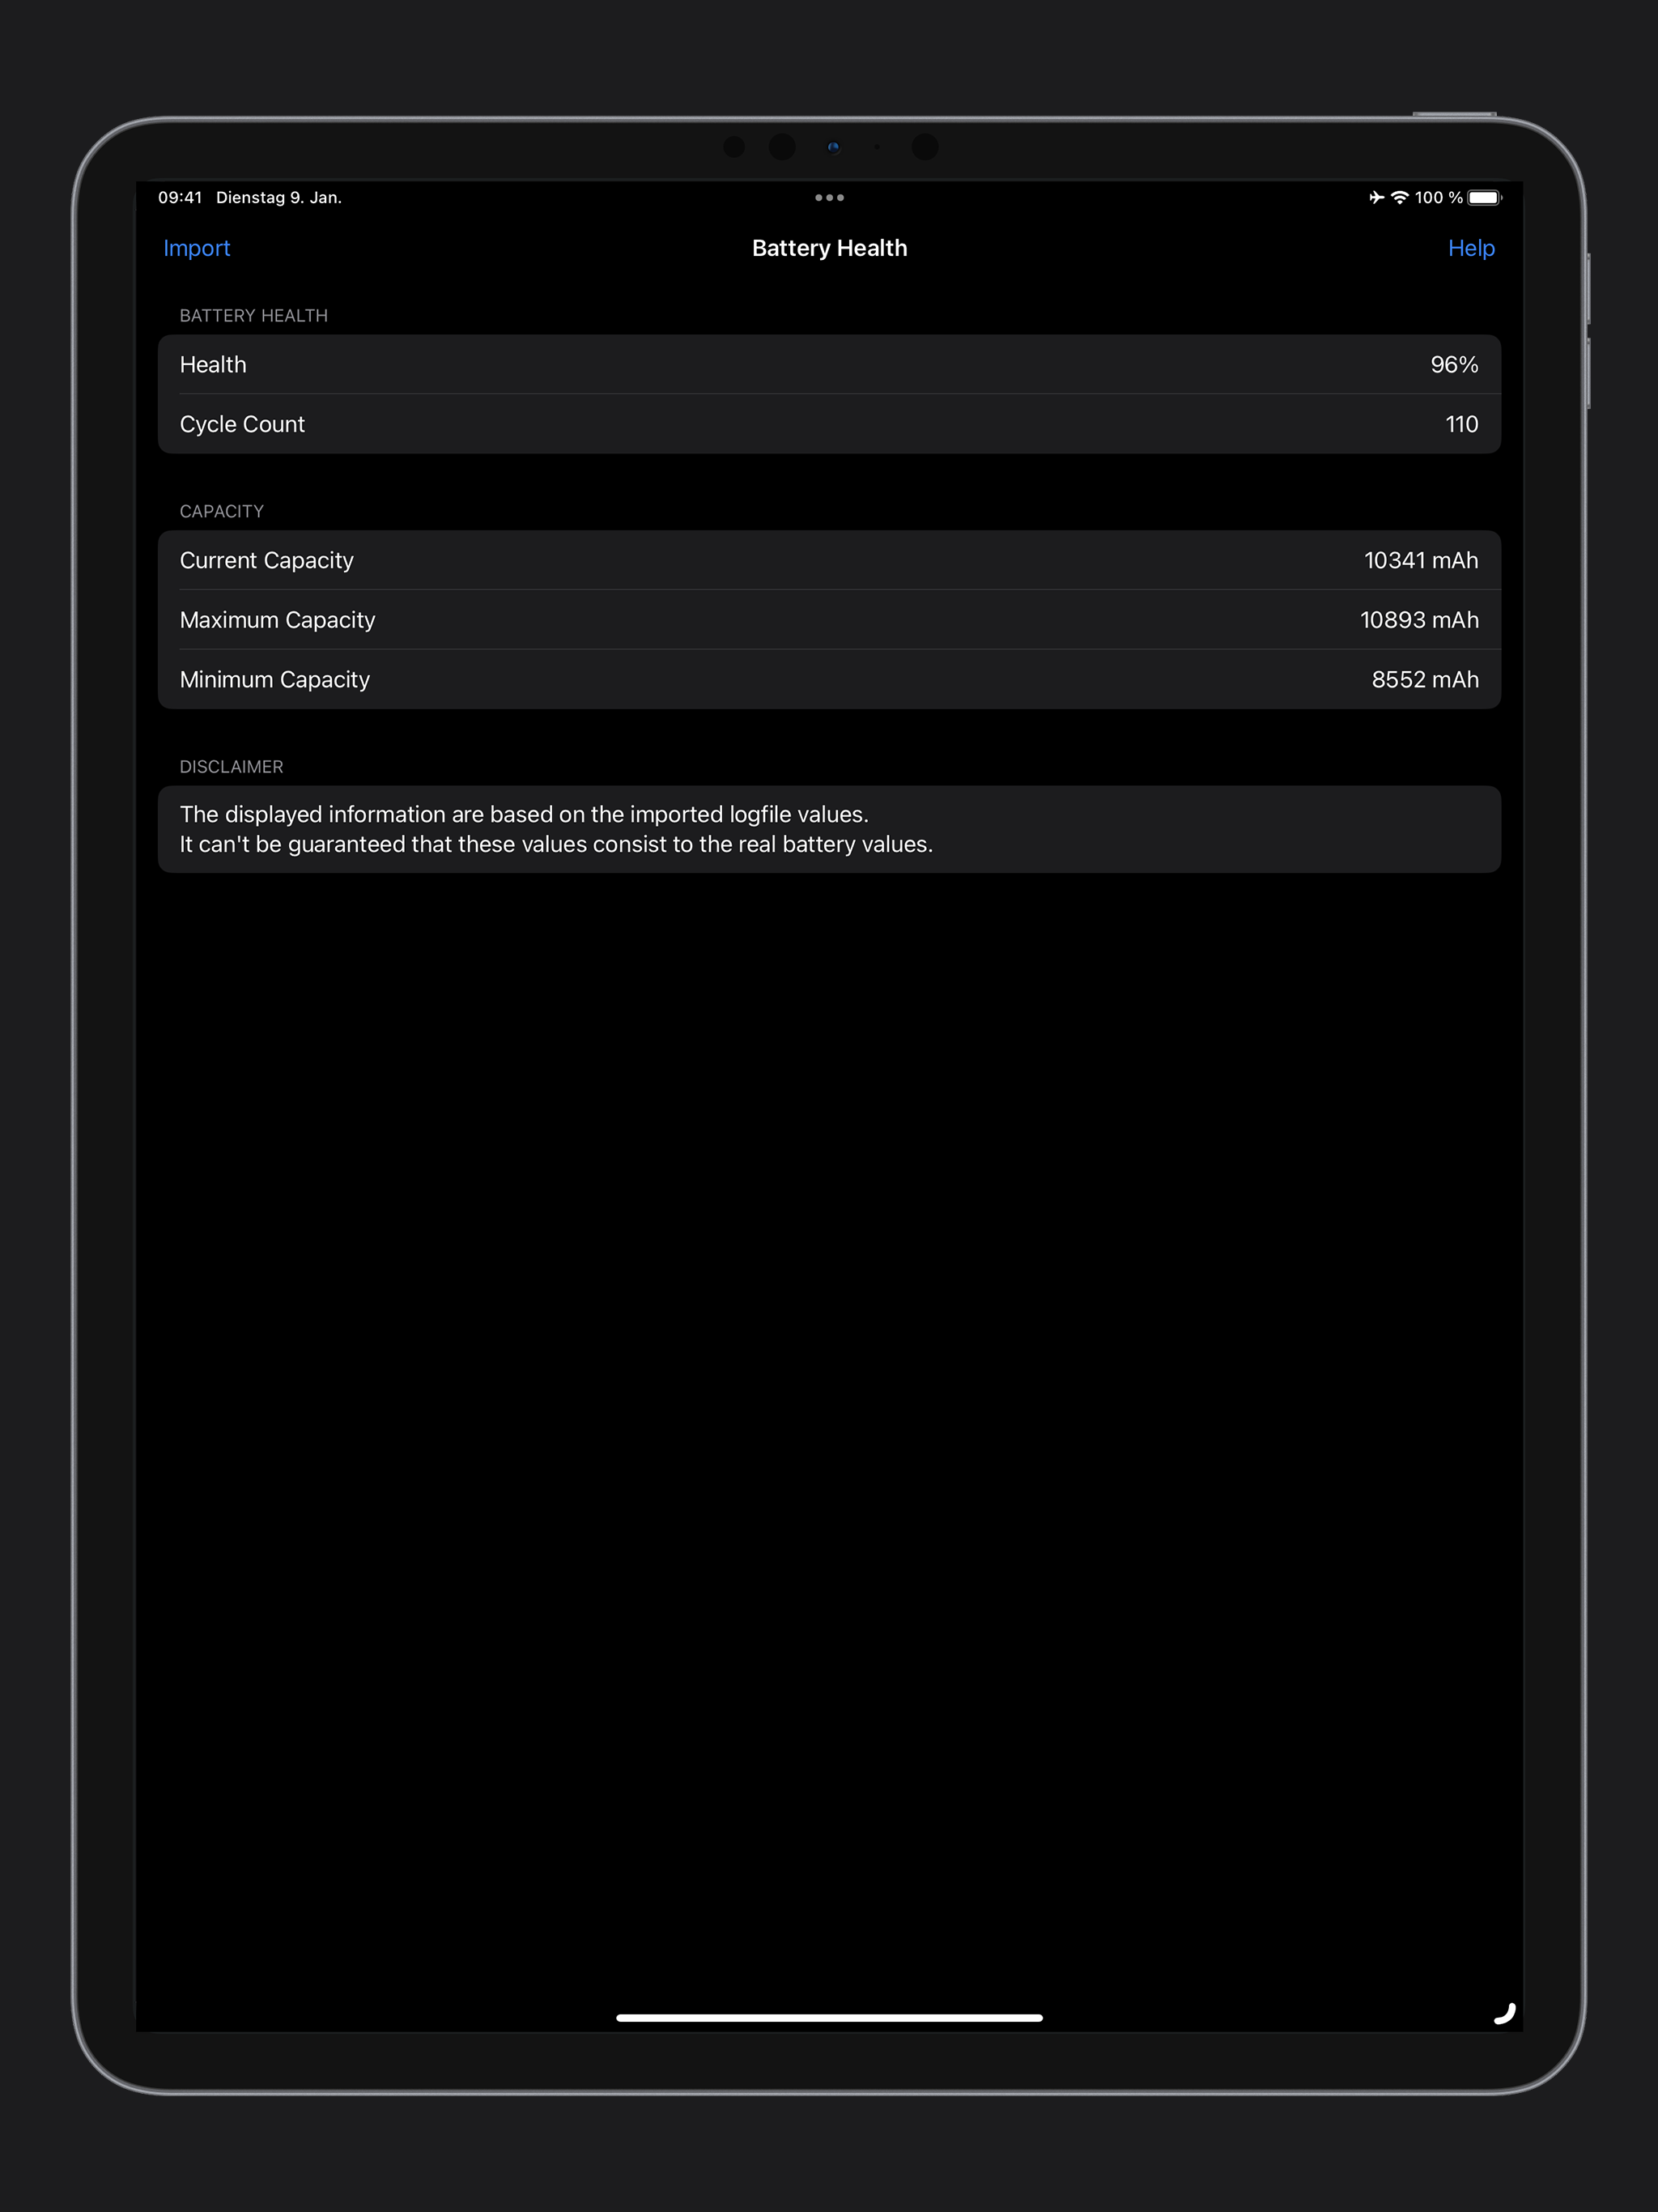 09:41 Dienstag 9. Jan.
100 %
Import
Battery Health
Help
BATTERY HEALTH
Health 96%
Cycle Count 110
CAPACITY
Current Capacity 10341 mAh
Maximum Capacity 10893 mAh
Minimum Capacity 8552 mAh
DISCLAIMER
The displayed information are based on the imported logfile values.
It can't be guaranteed that these values consist to the real battery values.